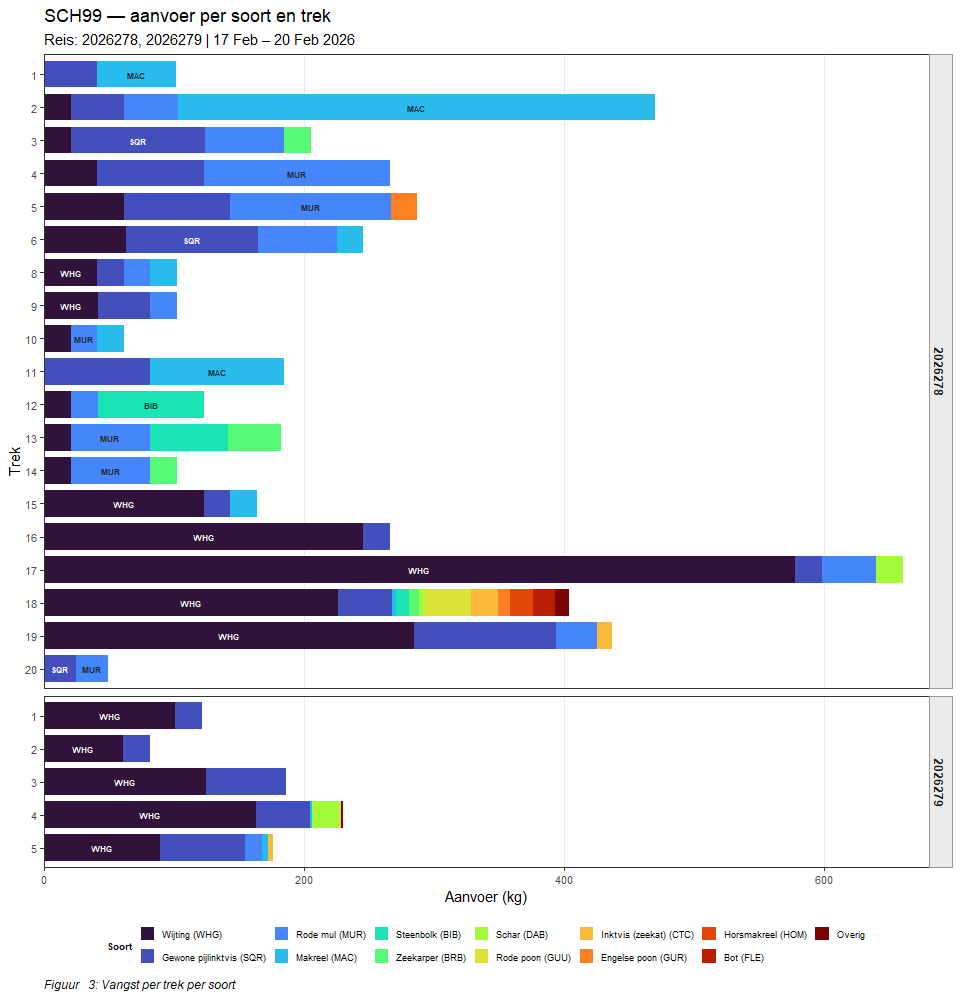 SCH99 — aanvoer per soort en trek
Reis: 2026278, 2026279 | 17 Feb – 20 Feb 2026
1 MAC
2 MAC
3 SQR
4 MUR
5 MUR
6 SQR
8 WHG
9 WHG
10 MUR
11 MAC
12 BIB
13 MUR
14 MUR
15 WHG
16 WHG
17 WHG
18 WHG
19 WHG
20 SQR MUR
2026278
Trek
1 WHG
2 WHG
3 WHG
4 WHG
5 WHG
2026279
0 200 400 600
Aanvoer (kg)
Soort
Wijting (WHG) Rode mul (MUR) Steenbolk (BIB) Schar (DAB) Inktvis (zeekat) (CTC) Horsmakreel (HOM) Overig
Gewone pijlinktvis (SQR) Makreel (MAC) Zeekarper (BRB) Rode poon (GUU) Engelse poon (GUR) Bot (FLE)
Figuur 3: Vangst per trek per soort